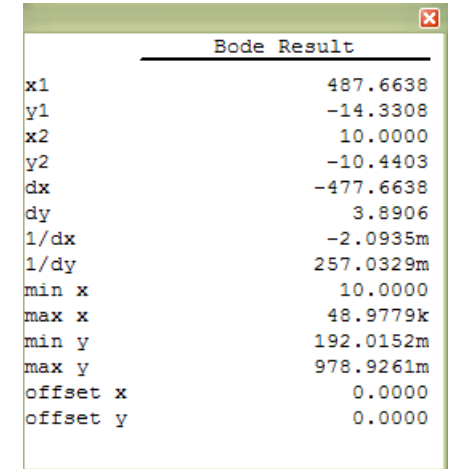 Bode Result
x1 487.6638
y1 -14.3308
x2 10.0000
y2 -10.4403
dx -477.6638
dy 3.8906
1/dx -2.0935m
1/dy 257.0329m
min x 10.0000
max x 48.9779k
min y 192.0152m
max y 978.9261m
offset x 0.0000
offset y 0.0000